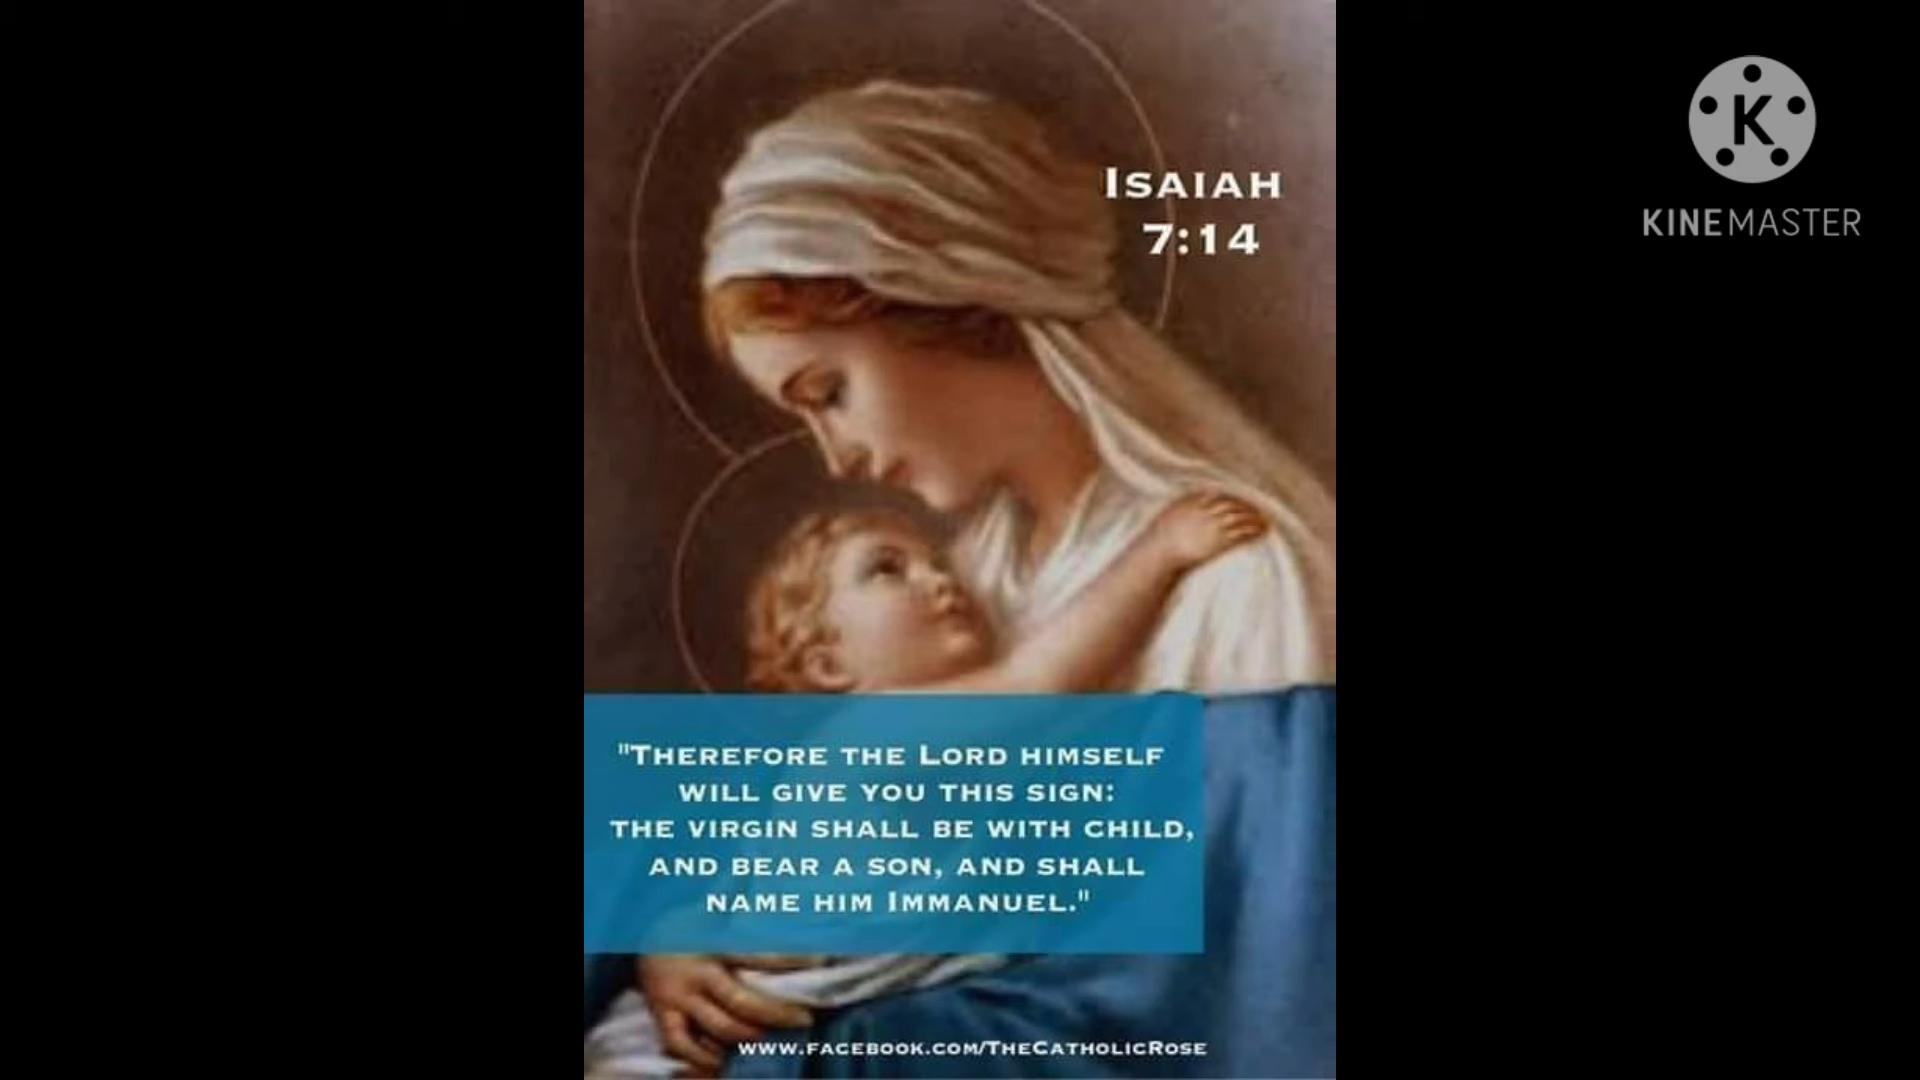 Isaiah
7:14
K
KINEMASTER
"Therefore the Lord himself
will give you this sign:
the virgin shall be with child,
and bear a son, and shall
name him Immanuel."
www.facebook.com/TheCatholicRose